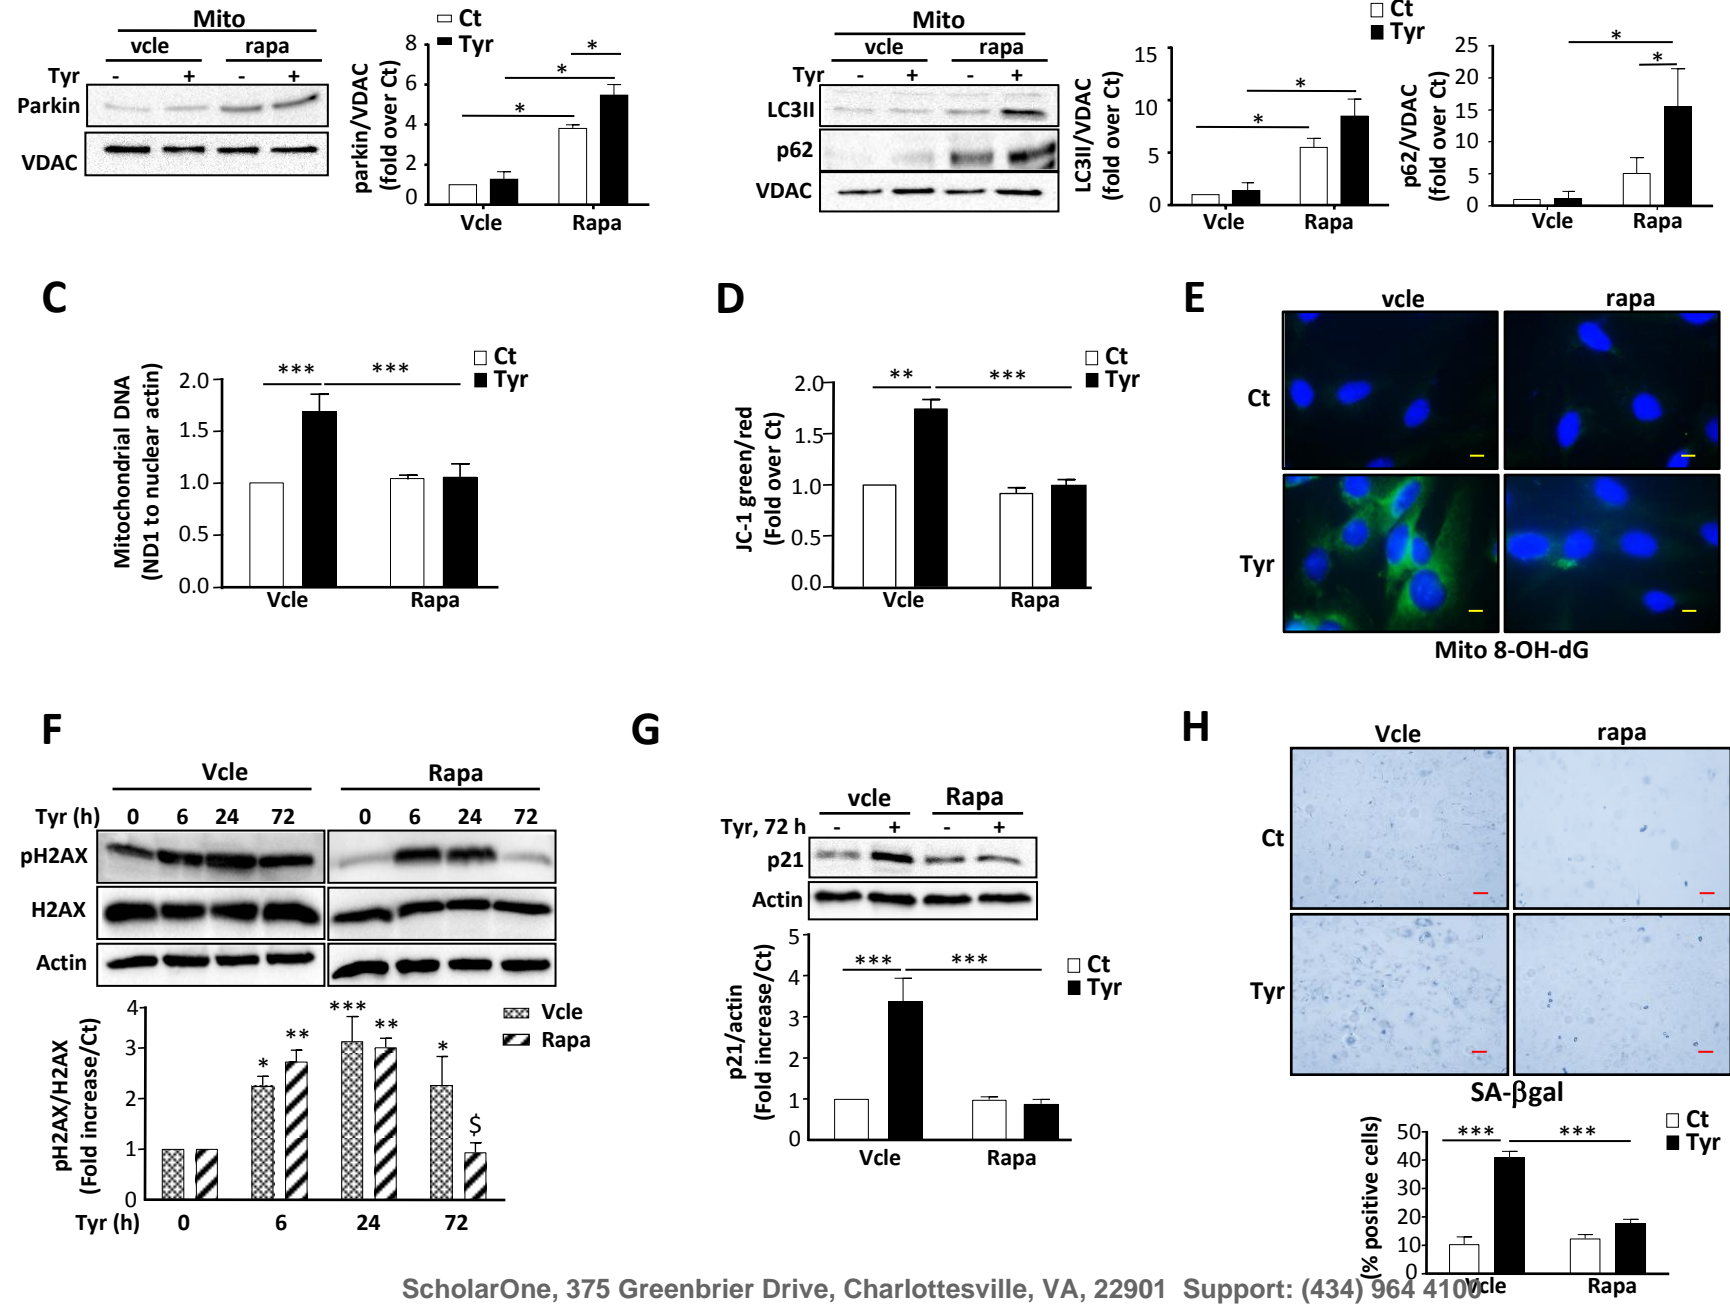 Mito
vcle rapa
Tyr - + - +
Parkin
VDAC
parkin/VDAC
(fold over Ct)
8
6
4
2
0
Ct
Tyr
*
*
*
Vcle Rapa
Mito
vcle rapa
Tyr - + - +
LC3II
p62
VDAC
LC3II/VDAC
(fold over Ct)
15
10
5
0
*
*
Vcle Rapa
Ct
Tyr
p62/VDAC
(fold over Ct)
25
20
15
10
5
0
*
*
Vcle Rapa
C
Mitochondrial DNA
(ND1 to nuclear actin)
2.0
1.5
1.0
0.5
0.0
*** ***
Ct
Tyr
Vcle Rapa
D
JC-1 green/red
(Fold over Ct)
2.0
1.5
1.0
0.5
0.0
** ***
Ct
Tyr
Vcle Rapa
E
vcle rapa
Ct
Tyr
Mito 8-OH-dG
F
Vcle Rapa
Tyr (h) 0 6 24 72 0 6 24 72
pH2AX
H2AX
Actin
pH2AX/H2AX
(Fold increase/Ct)
4
3
2
1
0
* ** *** ** * $
Vcle
Rapa
Tyr (h) 0 6 24 72
G
vcle Rapa
Tyr, 72 h - + - +
p21
Actin
p21/actin
(Fold increase/Ct)
5
4
3
2
1
0
*** ***
Ct
Tyr
Vcle Rapa
H
Vcle rapa
Ct
Tyr
SA-βgal
(% positive cells)
50
40
30
20
10
0
*** ***
Ct
Tyr
Vcle Rapa
ScholarOne, 375 Greenbrier Drive, Charlottesville, VA, 22901 Support: (434) 964 4100